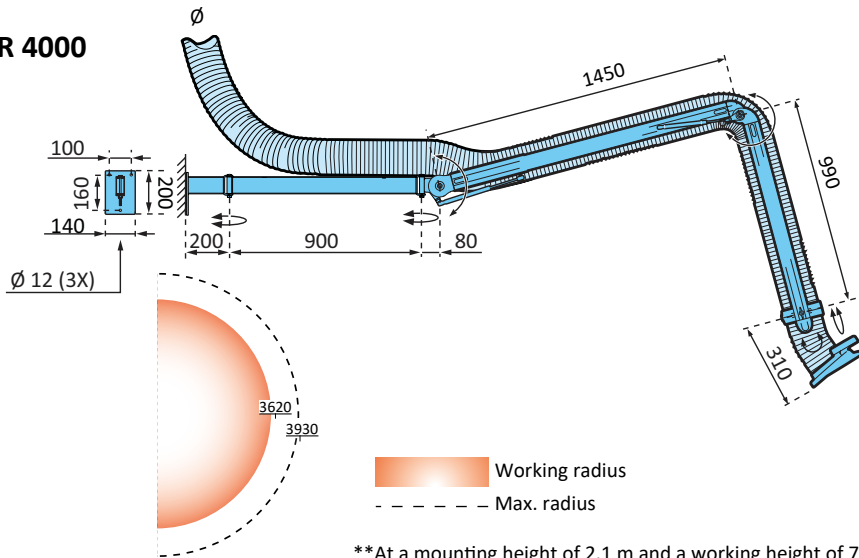 Ø
R 4000
1450
100
160
200
140
990
200
900
80
Ø 12 (3X)
310
3620
3930
Working radius
Max. radius
**At a mounting height of 2.1 m and a working height of 7